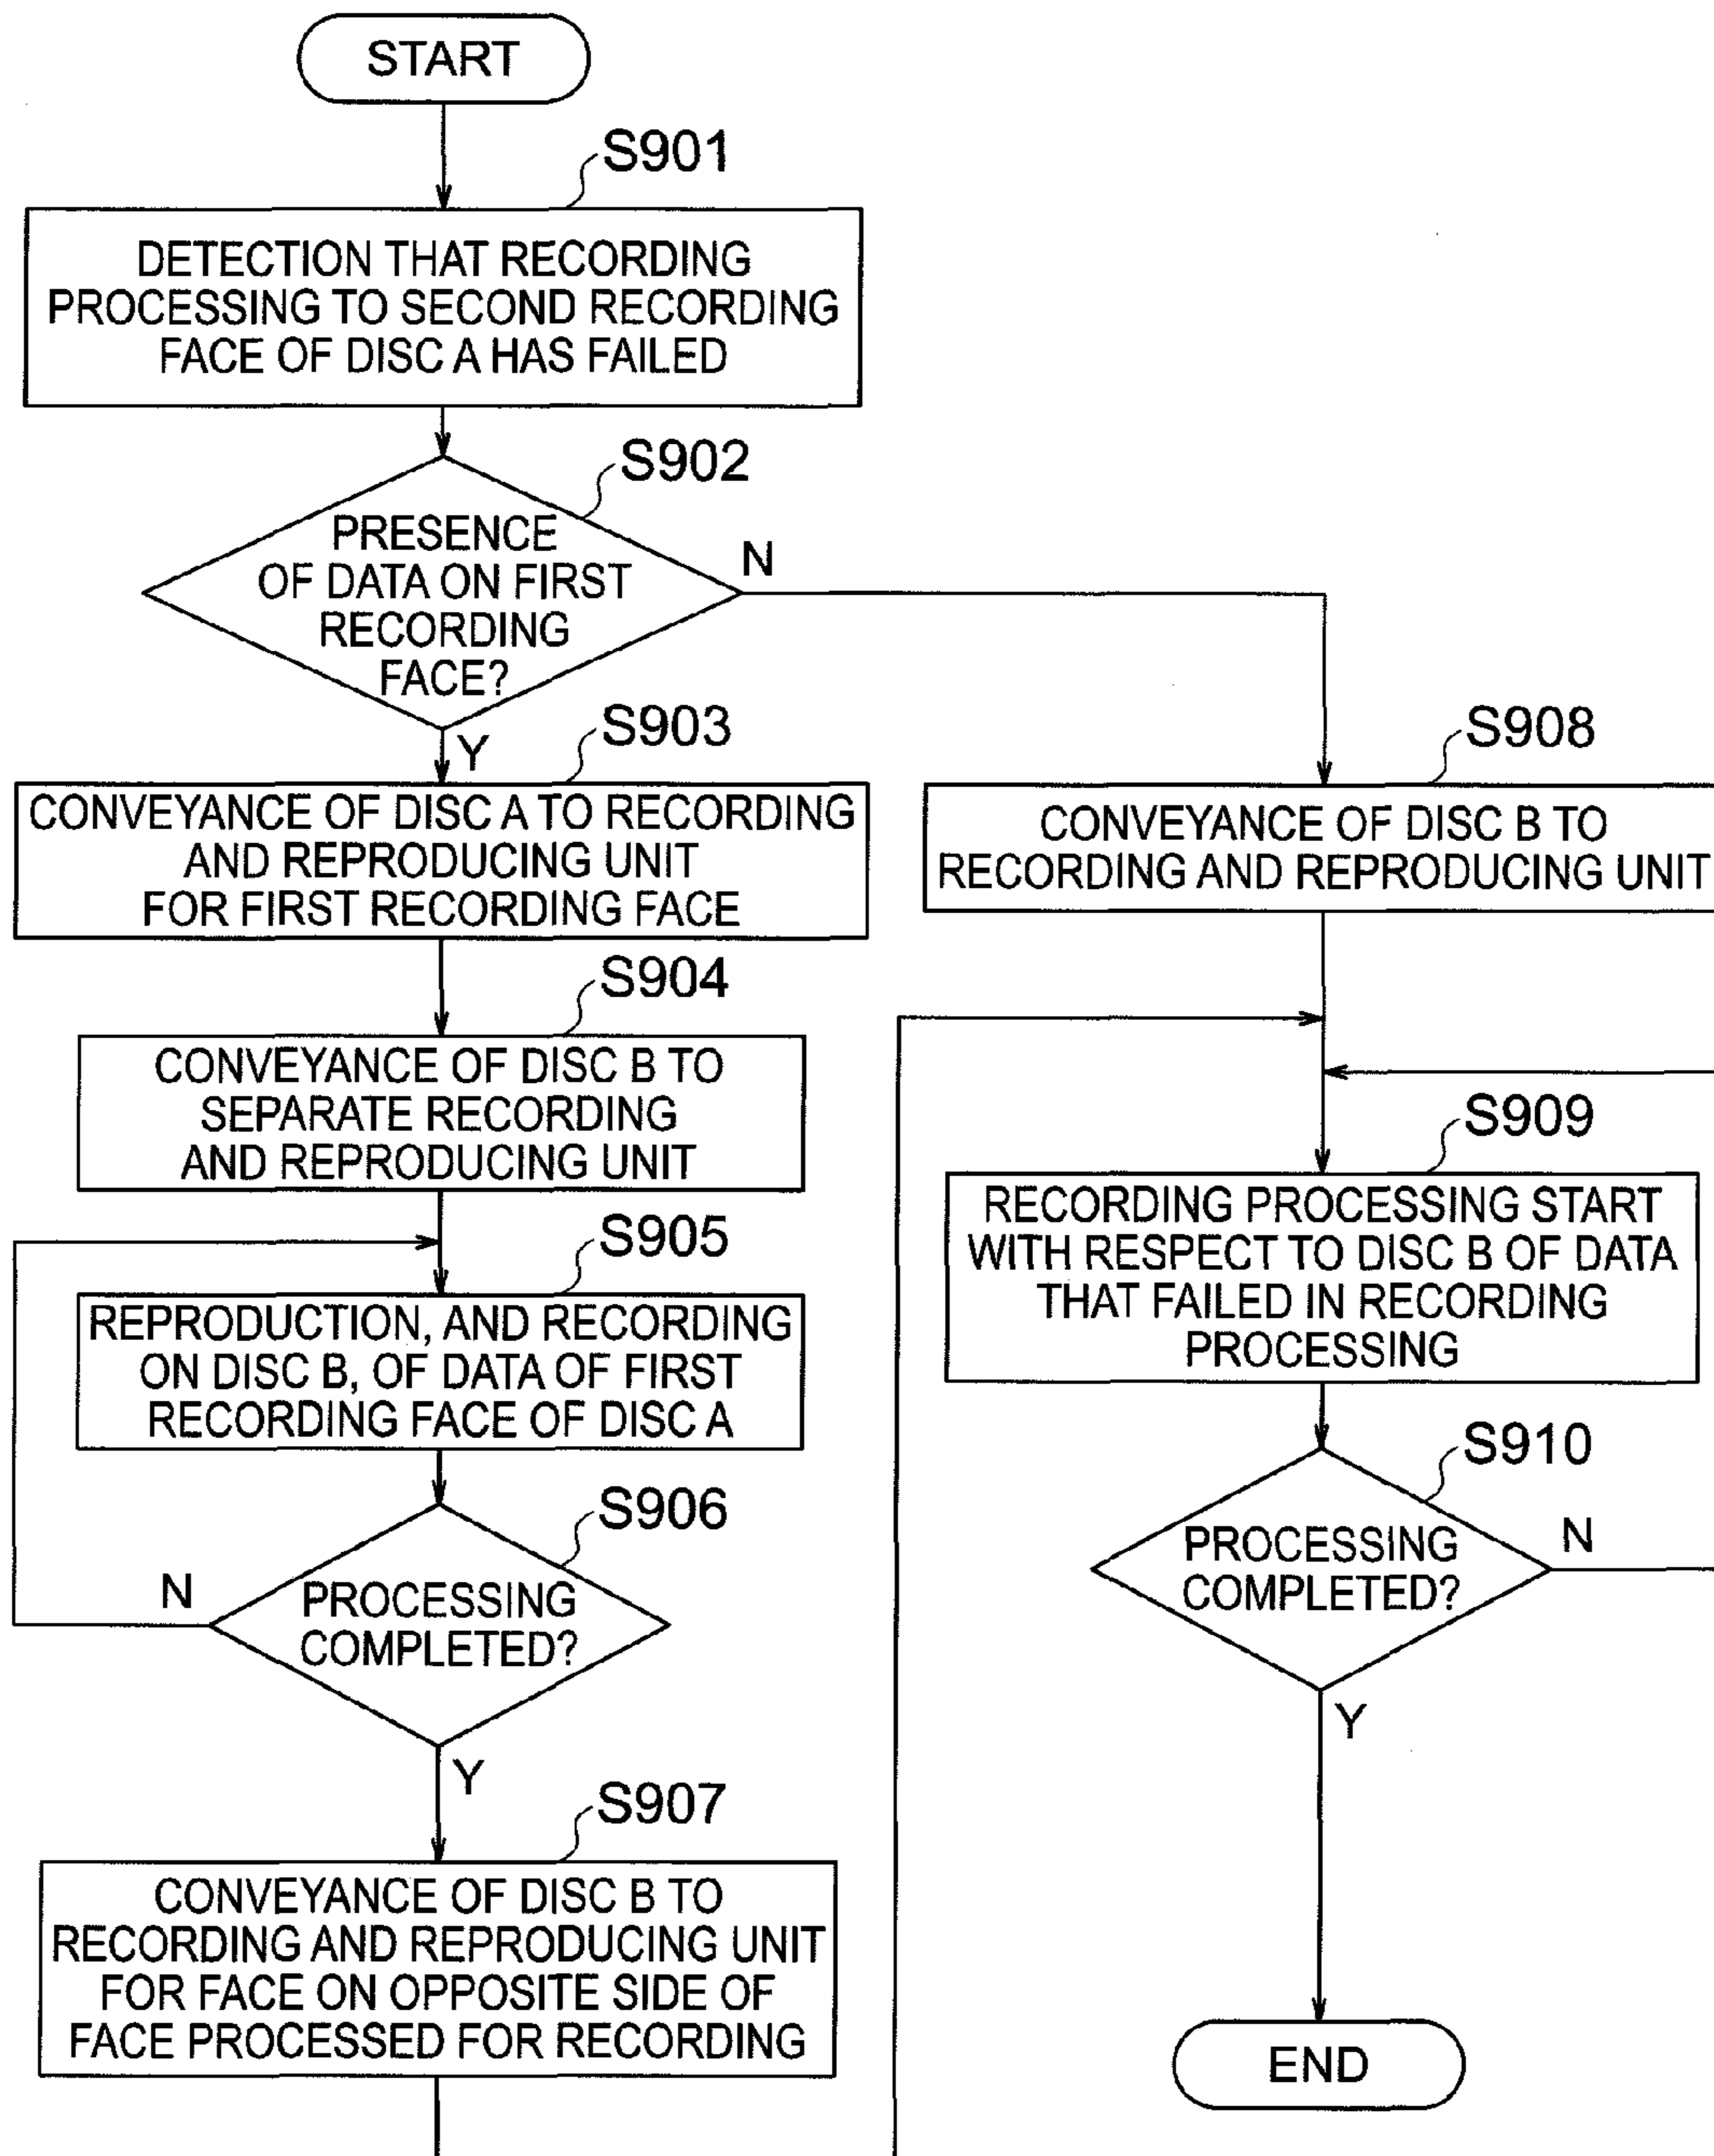 START
S901
DETECTION THAT RECORDING
PROCESSING TO SECOND RECORDING
FACE OF DISC A HAS FAILED
S902
PRESENCE
OF DATA ON FIRST
RECORDING
FACE?
N
Y
S903
CONVEYANCE OF DISC A TO RECORDING
AND REPRODUCING UNIT
FOR FIRST RECORDING FACE
S904
CONVEYANCE OF DISC B TO
SEPARATE RECORDING
AND REPRODUCING UNIT
S905
REPRODUCTION, AND RECORDING
ON DISC B, OF DATA OF FIRST
RECORDING FACE OF DISC A
S906
N
PROCESSING
COMPLETED?
Y
S907
CONVEYANCE OF DISC B TO
RECORDING AND REPRODUCING UNIT
FOR FACE ON OPPOSITE SIDE OF
FACE PROCESSED FOR RECORDING
S908
CONVEYANCE OF DISC B TO
RECORDING AND REPRODUCING UNIT
S909
RECORDING PROCESSING START
WITH RESPECT TO DISC B OF DATA
THAT FAILED IN RECORDING
PROCESSING
S910
PROCESSING
COMPLETED?
N
Y
END